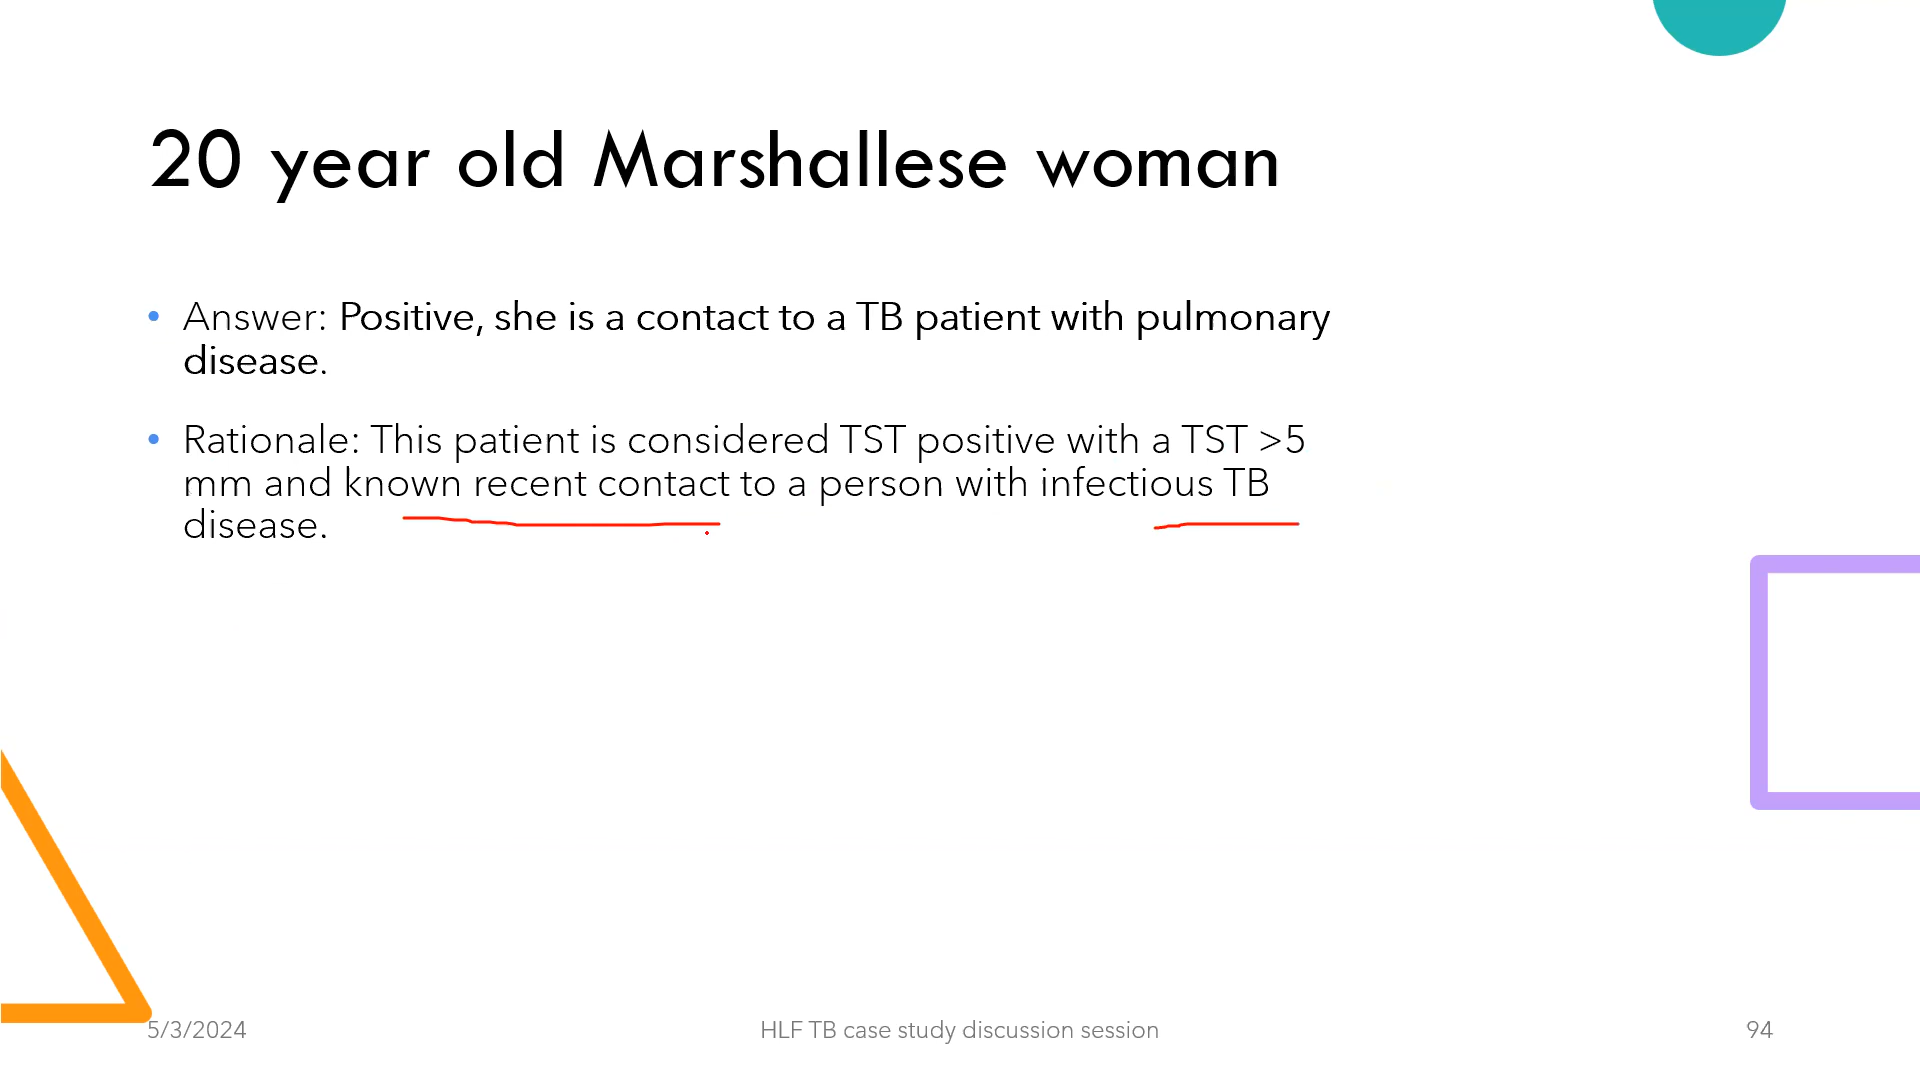 20 year old Marshallese woman
• Answer: Positive, she is a contact to a TB patient with pulmonary
disease.
• Rationale: This patient is considered TST positive with a TST >5
mm and known recent contact to a person with infectious TB
disease.
5/3/2024
HLF TB case study discussion session
94